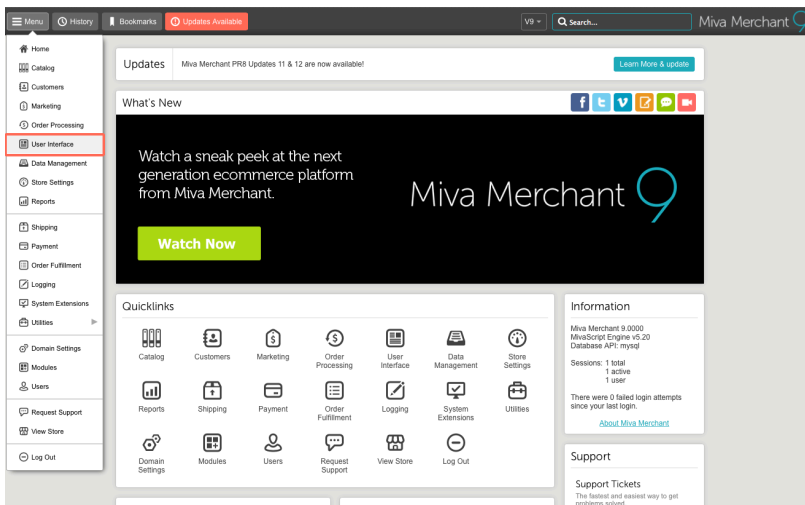 Menu
History
Bookmarks
Updates Available
V9
Search...
Miva Merchant 9
Home
Catalog
Customers
Marketing
Order Processing
User Interface
Data Management
Store Settings
Reports
Shipping
Payment
Order Fulfillment
Logging
System Extensions
Utilities
Domain Settings
Modules
Users
Request Support
View Store
Log Out
Updates
Miva Merchant PR8 Updates 11 & 12 are now available!
Learn More & update
What's New
Watch a sneak peek at the next
generation ecommerce platform
from Miva Merchant.
Watch Now
Miva Merchant 9
Quicklinks
Catalog
Customers
Marketing
Order
Processing
User
Interface
Data
Management
Store
Settings
Reports
Shipping
Payment
Order
Fulfillment
Logging
System
Extensions
Utilities
Domain
Settings
Modules
Users
Request
Support
View Store
Log Out
Information
Miva Merchant 9.0000
MivaScript Engine v5.20
Database API: mysql
Sessions: 1 total
1 active
1 user
There were 0 failed login attempts
since your last login.
About Miva Merchant
Support
Support Tickets
The fastest and easiest way to get
problems solved